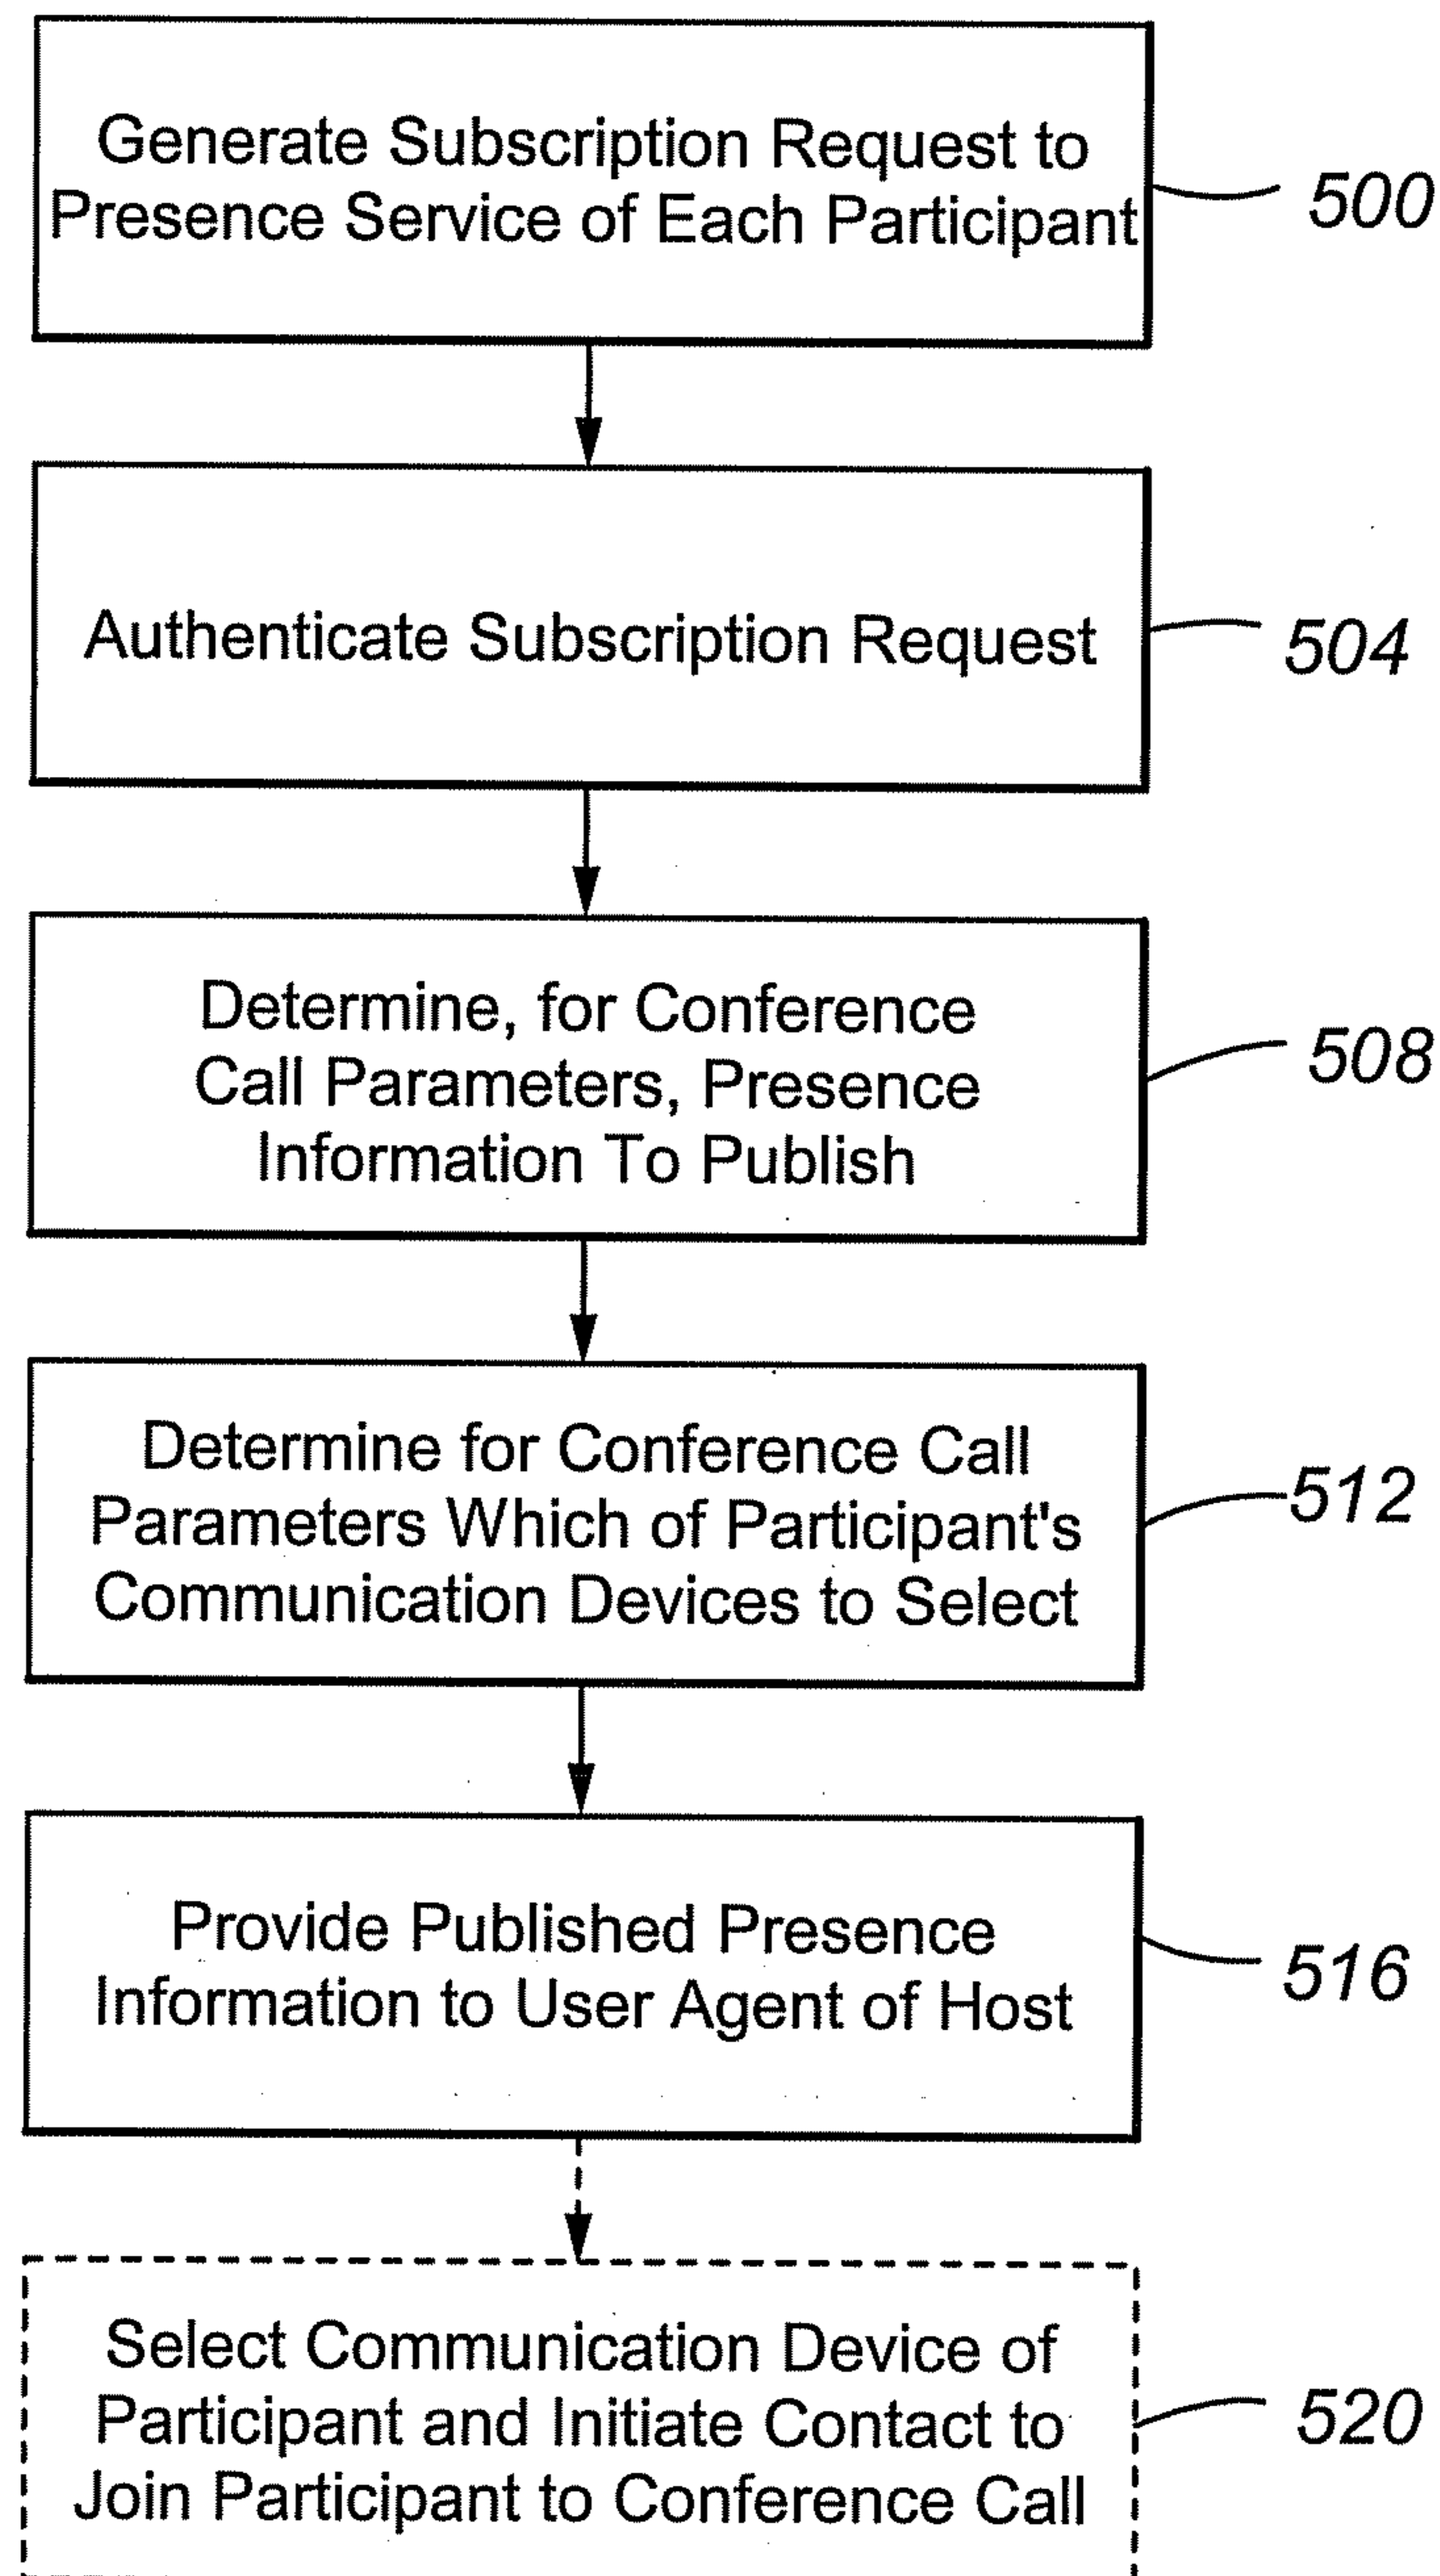 Generate Subscription Request to
Presence Service of Each Participant
500
Authenticate Subscription Request
504
Determine, for Conference
Call Parameters, Presence
Information To Publish
508
Determine for Conference Call
Parameters Which of Participant's
Communication Devices to Select
512
Provide Published Presence
Information to User Agent of Host
516
Select Communication Device of
Participant and Initiate Contact to
Join Participant to Conference Call
520